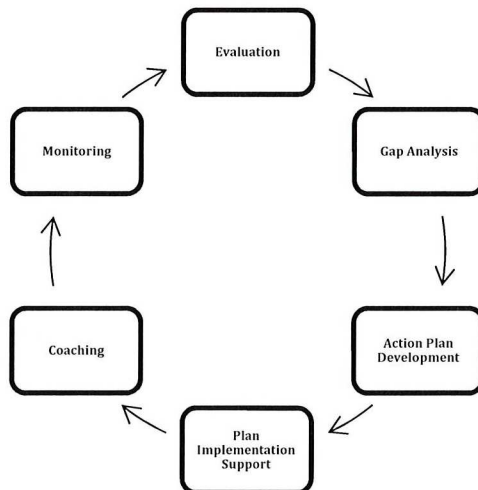 Evaluation
Gap Analysis
Action Plan
Development
Plan
Implementation
Support
Coaching
Monitoring